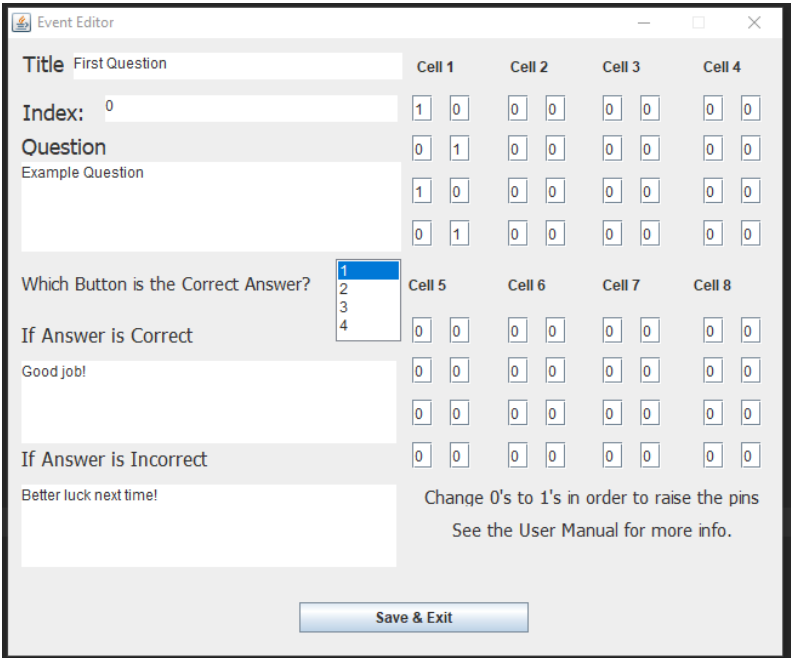 Event Editor
Title First Question
Index: 0
Question
Example Question
Which Button is the Correct Answer?
1
2
3
4
If Answer is Correct
Good job!
If Answer is Incorrect
Better luck next time!
Cell 1 Cell 2 Cell 3 Cell 4
1 0 0 0 0 0 0 0
0 1 0 0 0 0 0 0
1 0 0 0 0 0 0 0
0 1 0 0 0 0 0 0
Cell 5 Cell 6 Cell 7 Cell 8
0 0 0 0 0 0 0 0
0 0 0 0 0 0 0 0
0 0 0 0 0 0 0 0
0 0 0 0 0 0 0 0
Change 0's to 1's in order to raise the pins
See the User Manual for more info.
Save & Exit